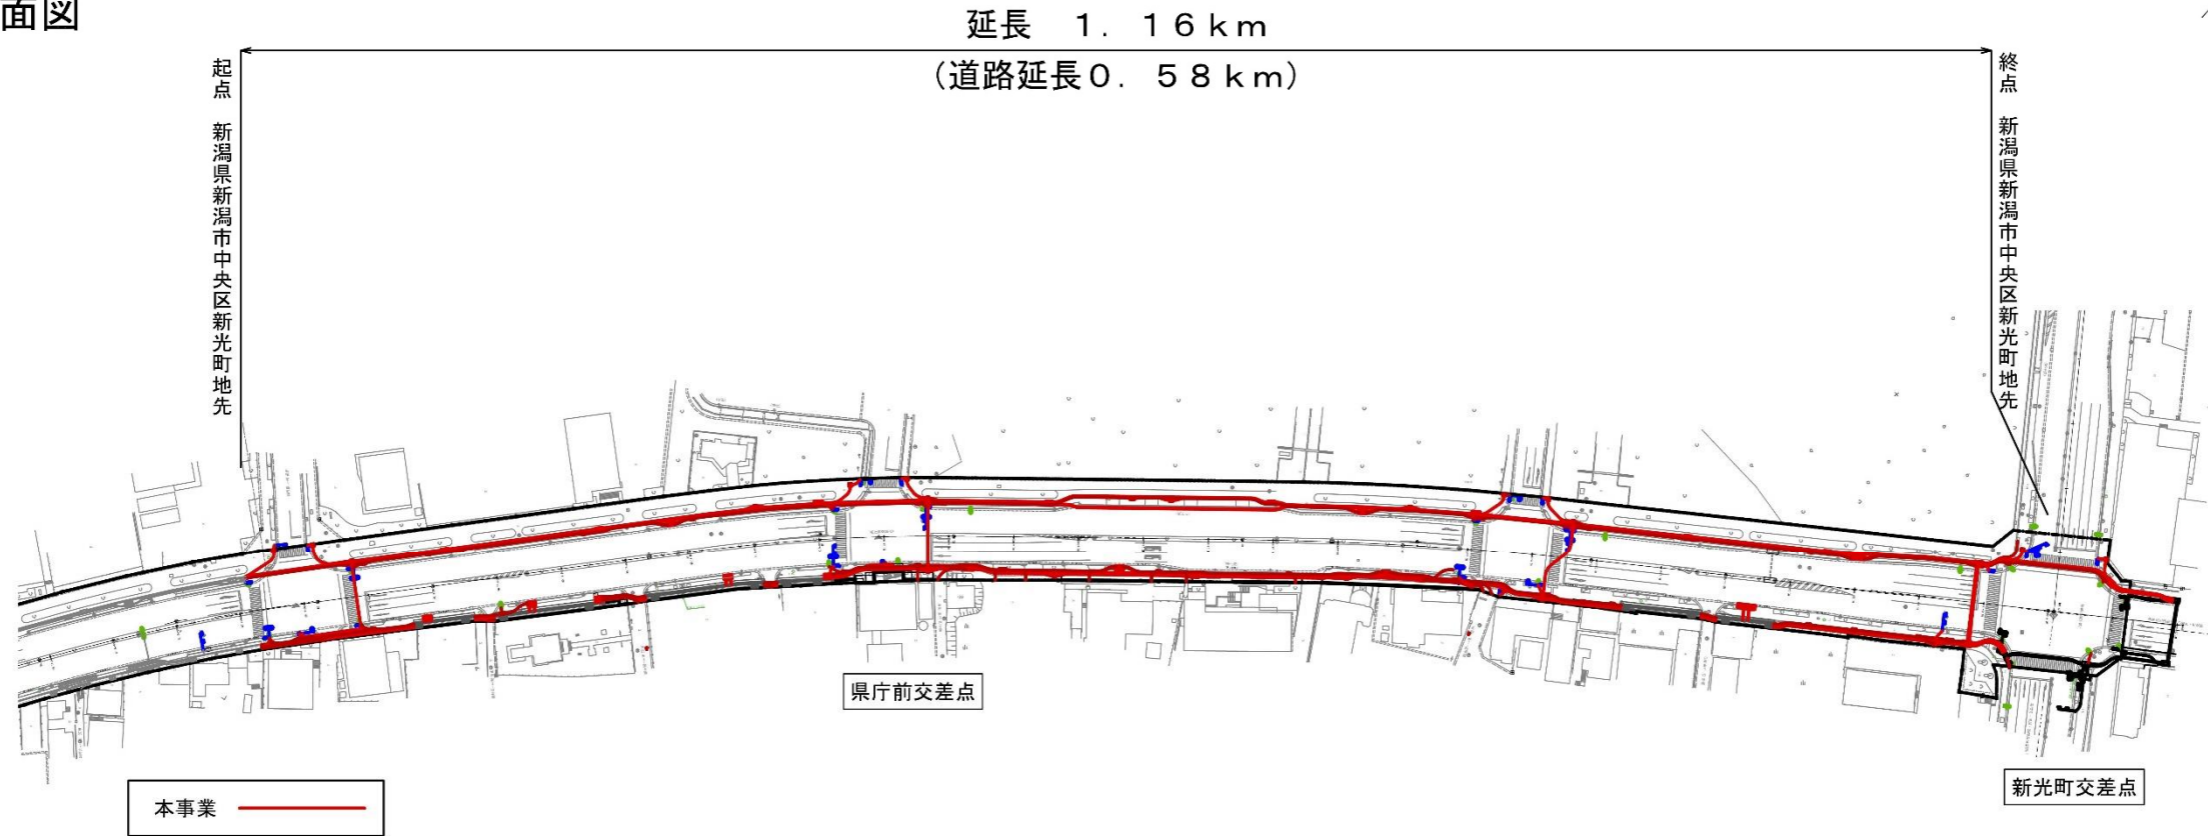 面図
延長　１．１６ｋｍ
（道路延長０．５８ｋｍ）
起点　新潟県新潟市中央区新光町地先
終点　新潟県新潟市中央区新光町地先
県庁前交差点
新光町交差点
本事業